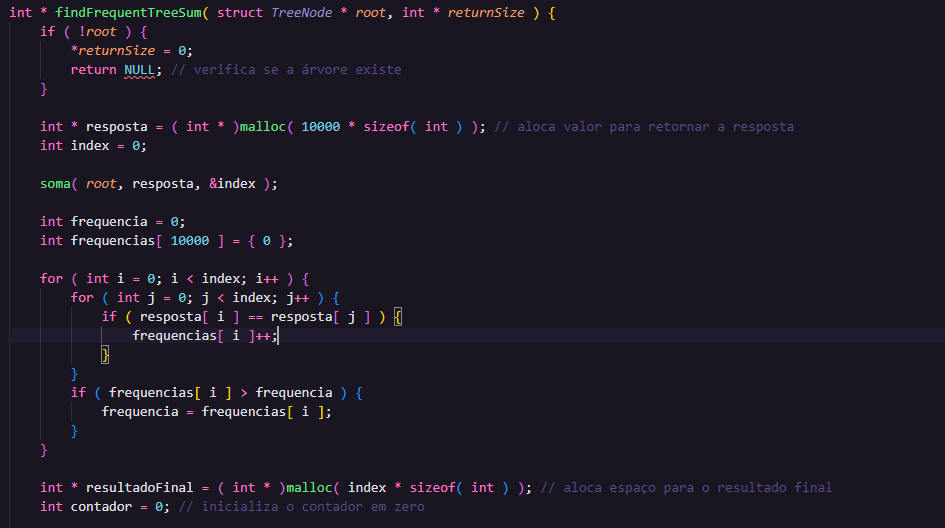 int * findFrequentTreeSum( struct TreeNode * root, int * returnSize ) {
    if ( !root ) {
        *returnSize = 0;
        return NULL; // verifica se a árvore existe
    }

    int * resposta = ( int * )malloc( 10000 * sizeof( int ) ); // aloca valor para retornar a resposta
    int index = 0;

    soma( root, resposta, &index );

    int frequencia = 0;
    int frequencias[ 10000 ] = { 0 };

    for ( int i = 0; i < index; i++ ) {
        for ( int j = 0; j < index; j++ ) {
            if ( resposta[ i ] == resposta[ j ] ) {
                frequencias[ i ]++;
            }
        }
        if ( frequencias[ i ] > frequencia ) {
            frequencia = frequencias[ i ];
        }
    }

    int * resultadoFinal = ( int * )malloc( index * sizeof( int ) ); // aloca espaço para o resultado final
    int contador = 0; // inicializa o contador em zero